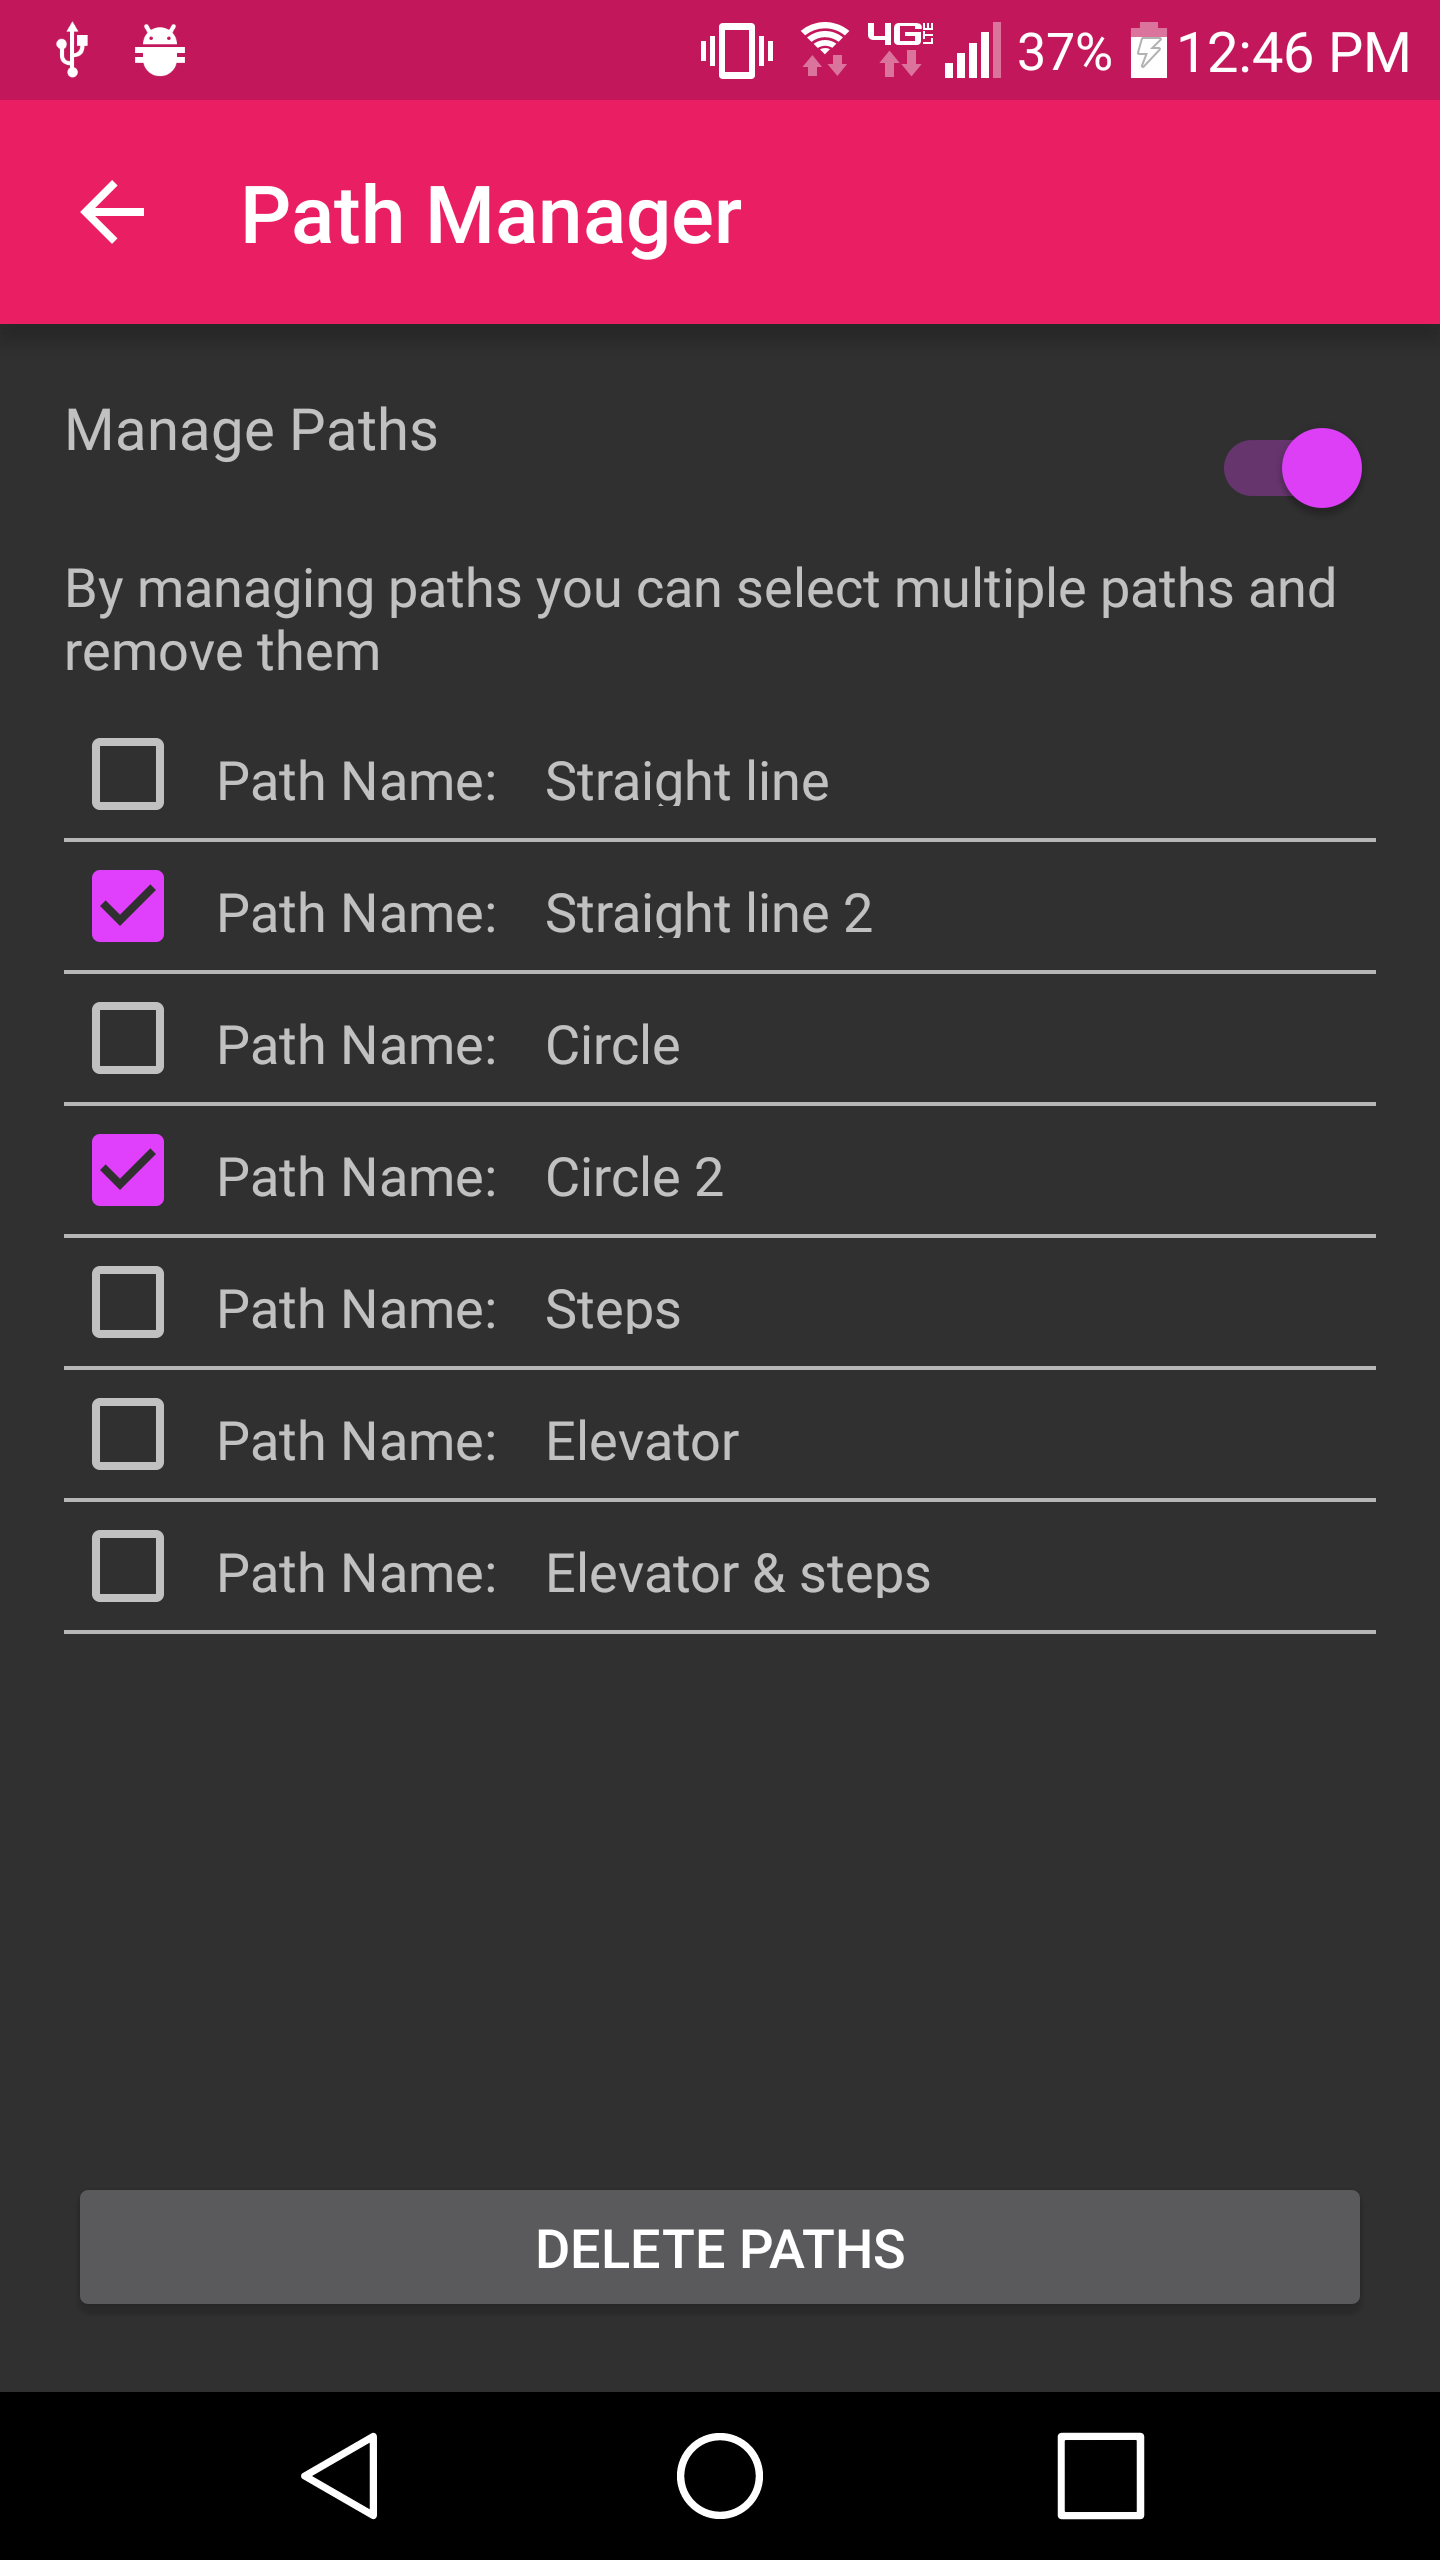 4G LTE 37% 12:46 PM
Path Manager
Manage Paths
By managing paths you can select multiple paths and
remove them
Path Name: Straight line
Path Name: Straight line 2
Path Name: Circle
Path Name: Circle 2
Path Name: Steps
Path Name: Elevator
Path Name: Elevator & steps
DELETE PATHS